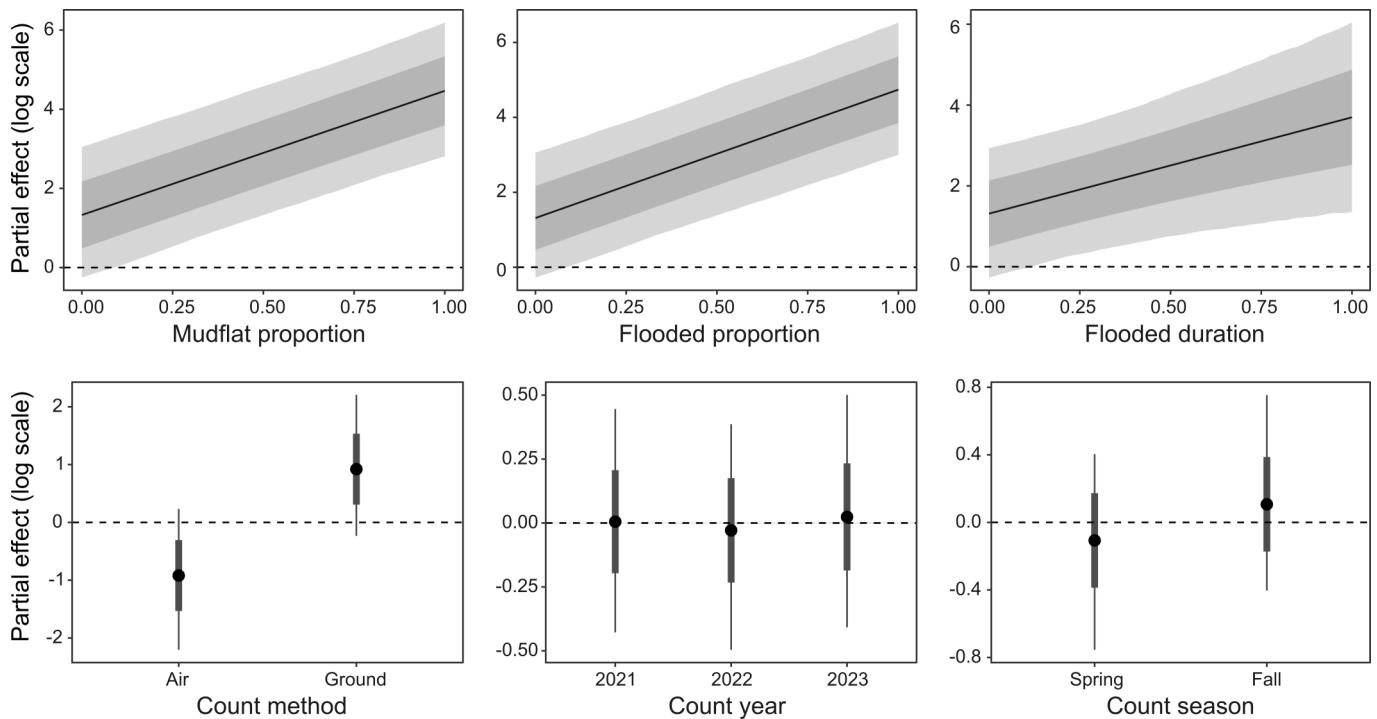 Partial effect (log scale)
6
4
2
0
0.00 0.25 0.50 0.75 1.00
Mudflat proportion
6
4
2
0
0.00 0.25 0.50 0.75 1.00
Flooded proportion
6
4
2
0
0.00 0.25 0.50 0.75 1.00
Flooded duration
Partial effect (log scale)
2
1
0
-1
-2
Air Ground
Count method
0.50
0.25
0.00
-0.25
-0.50
2021 2022 2023
Count year
0.8
0.4
0.0
-0.4
-0.8
Spring Fall
Count season